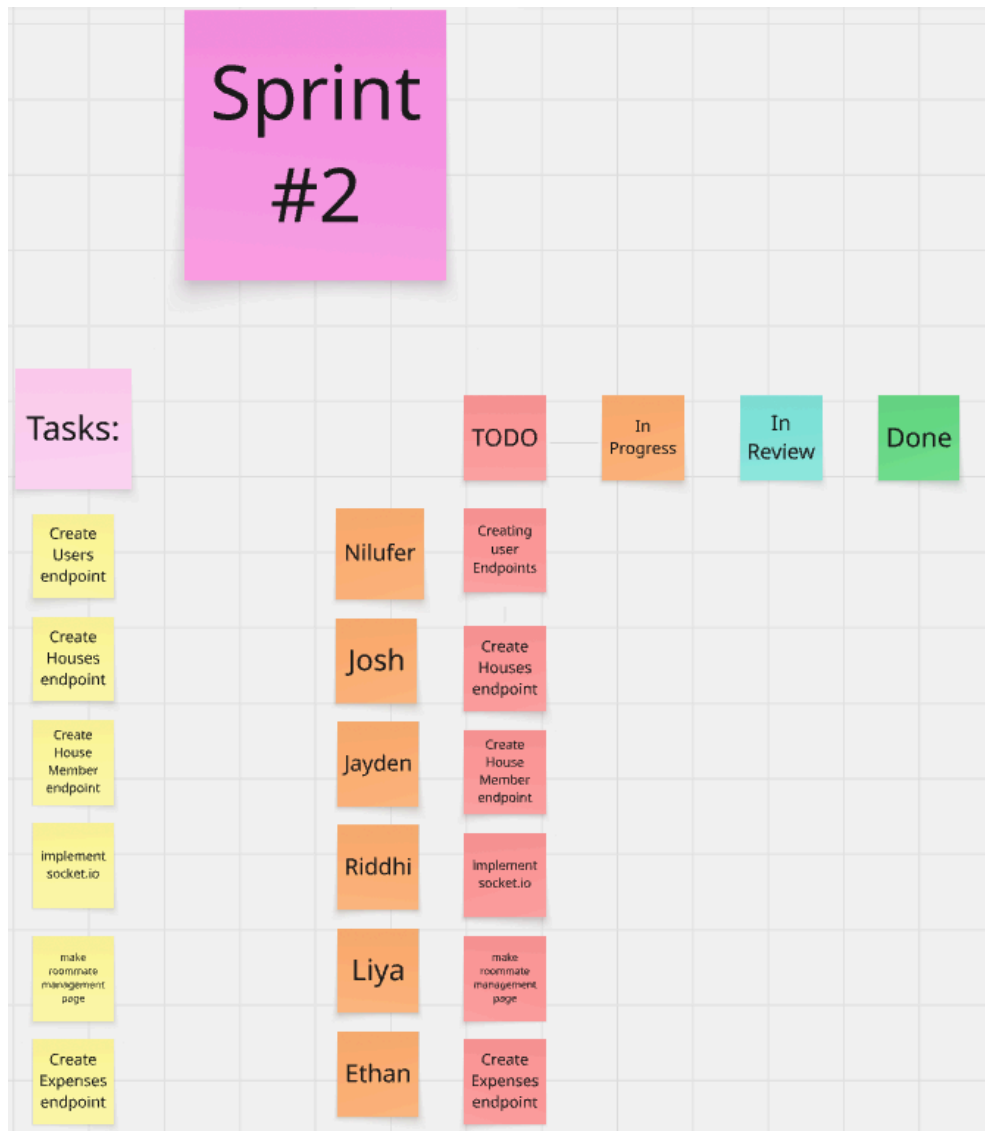 Sprint
#2
Tasks:
TODO
In
Progress
In
Review
Done
Create
Users
endpoint
Nilufer
Creating
user
Endpoints
Create
Houses
endpoint
Josh
Create
Houses
endpoint
Create
House
Member
endpoint
Jayden
Create
House
Member
endpoint
implement
socket.io
Riddhi
implement
socket.io
make
roommate
management
page
Liya
make
roommate
management
page
Create
Expenses
endpoint
Ethan
Create
Expenses
endpoint